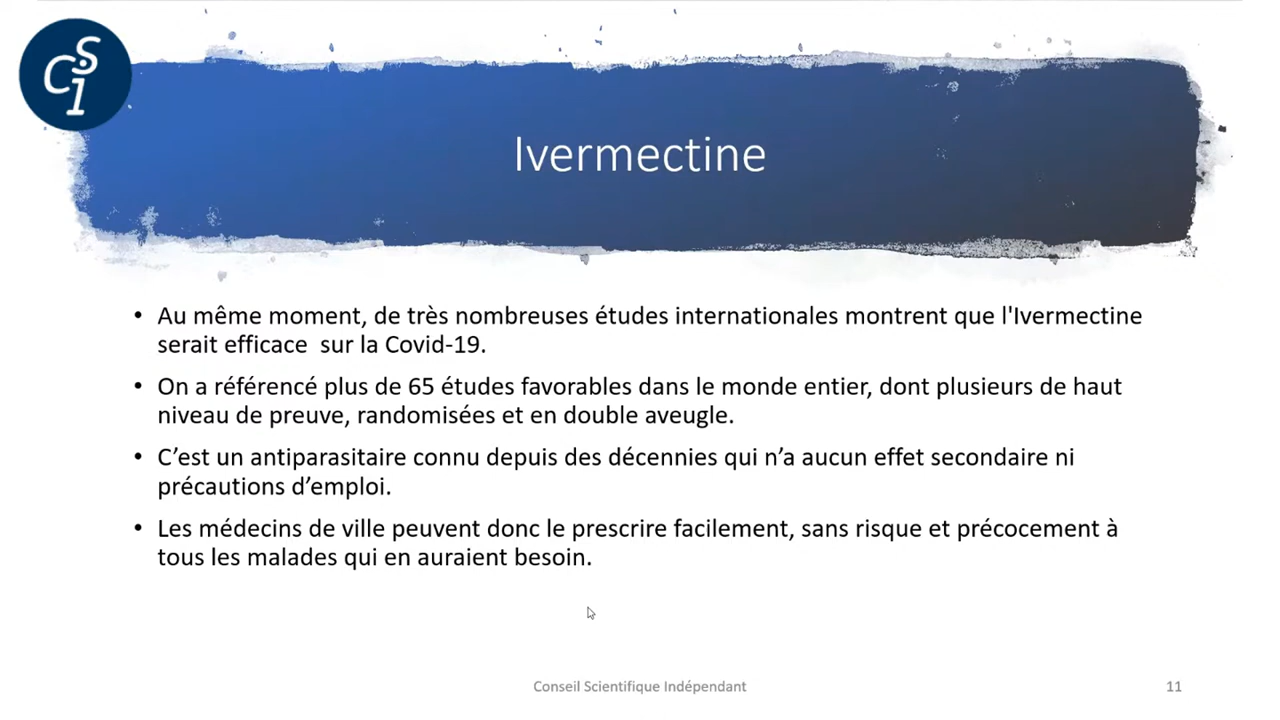 CSI
Ivermectine
• Au même moment, de très nombreuses études internationales montrent que l'Ivermectine
serait efficace  sur la Covid-19.
• On a référencé plus de 65 études favorables dans le monde entier, dont plusieurs de haut
niveau de preuve, randomisées et en double aveugle.
• C’est un antiparasitaire connu depuis des décennies qui n’a aucun effet secondaire ni
précautions d’emploi.
• Les médecins de ville peuvent donc le prescrire facilement, sans risque et précocement à
tous les malades qui en auraient besoin.
Conseil Scientifique Indépendant
11